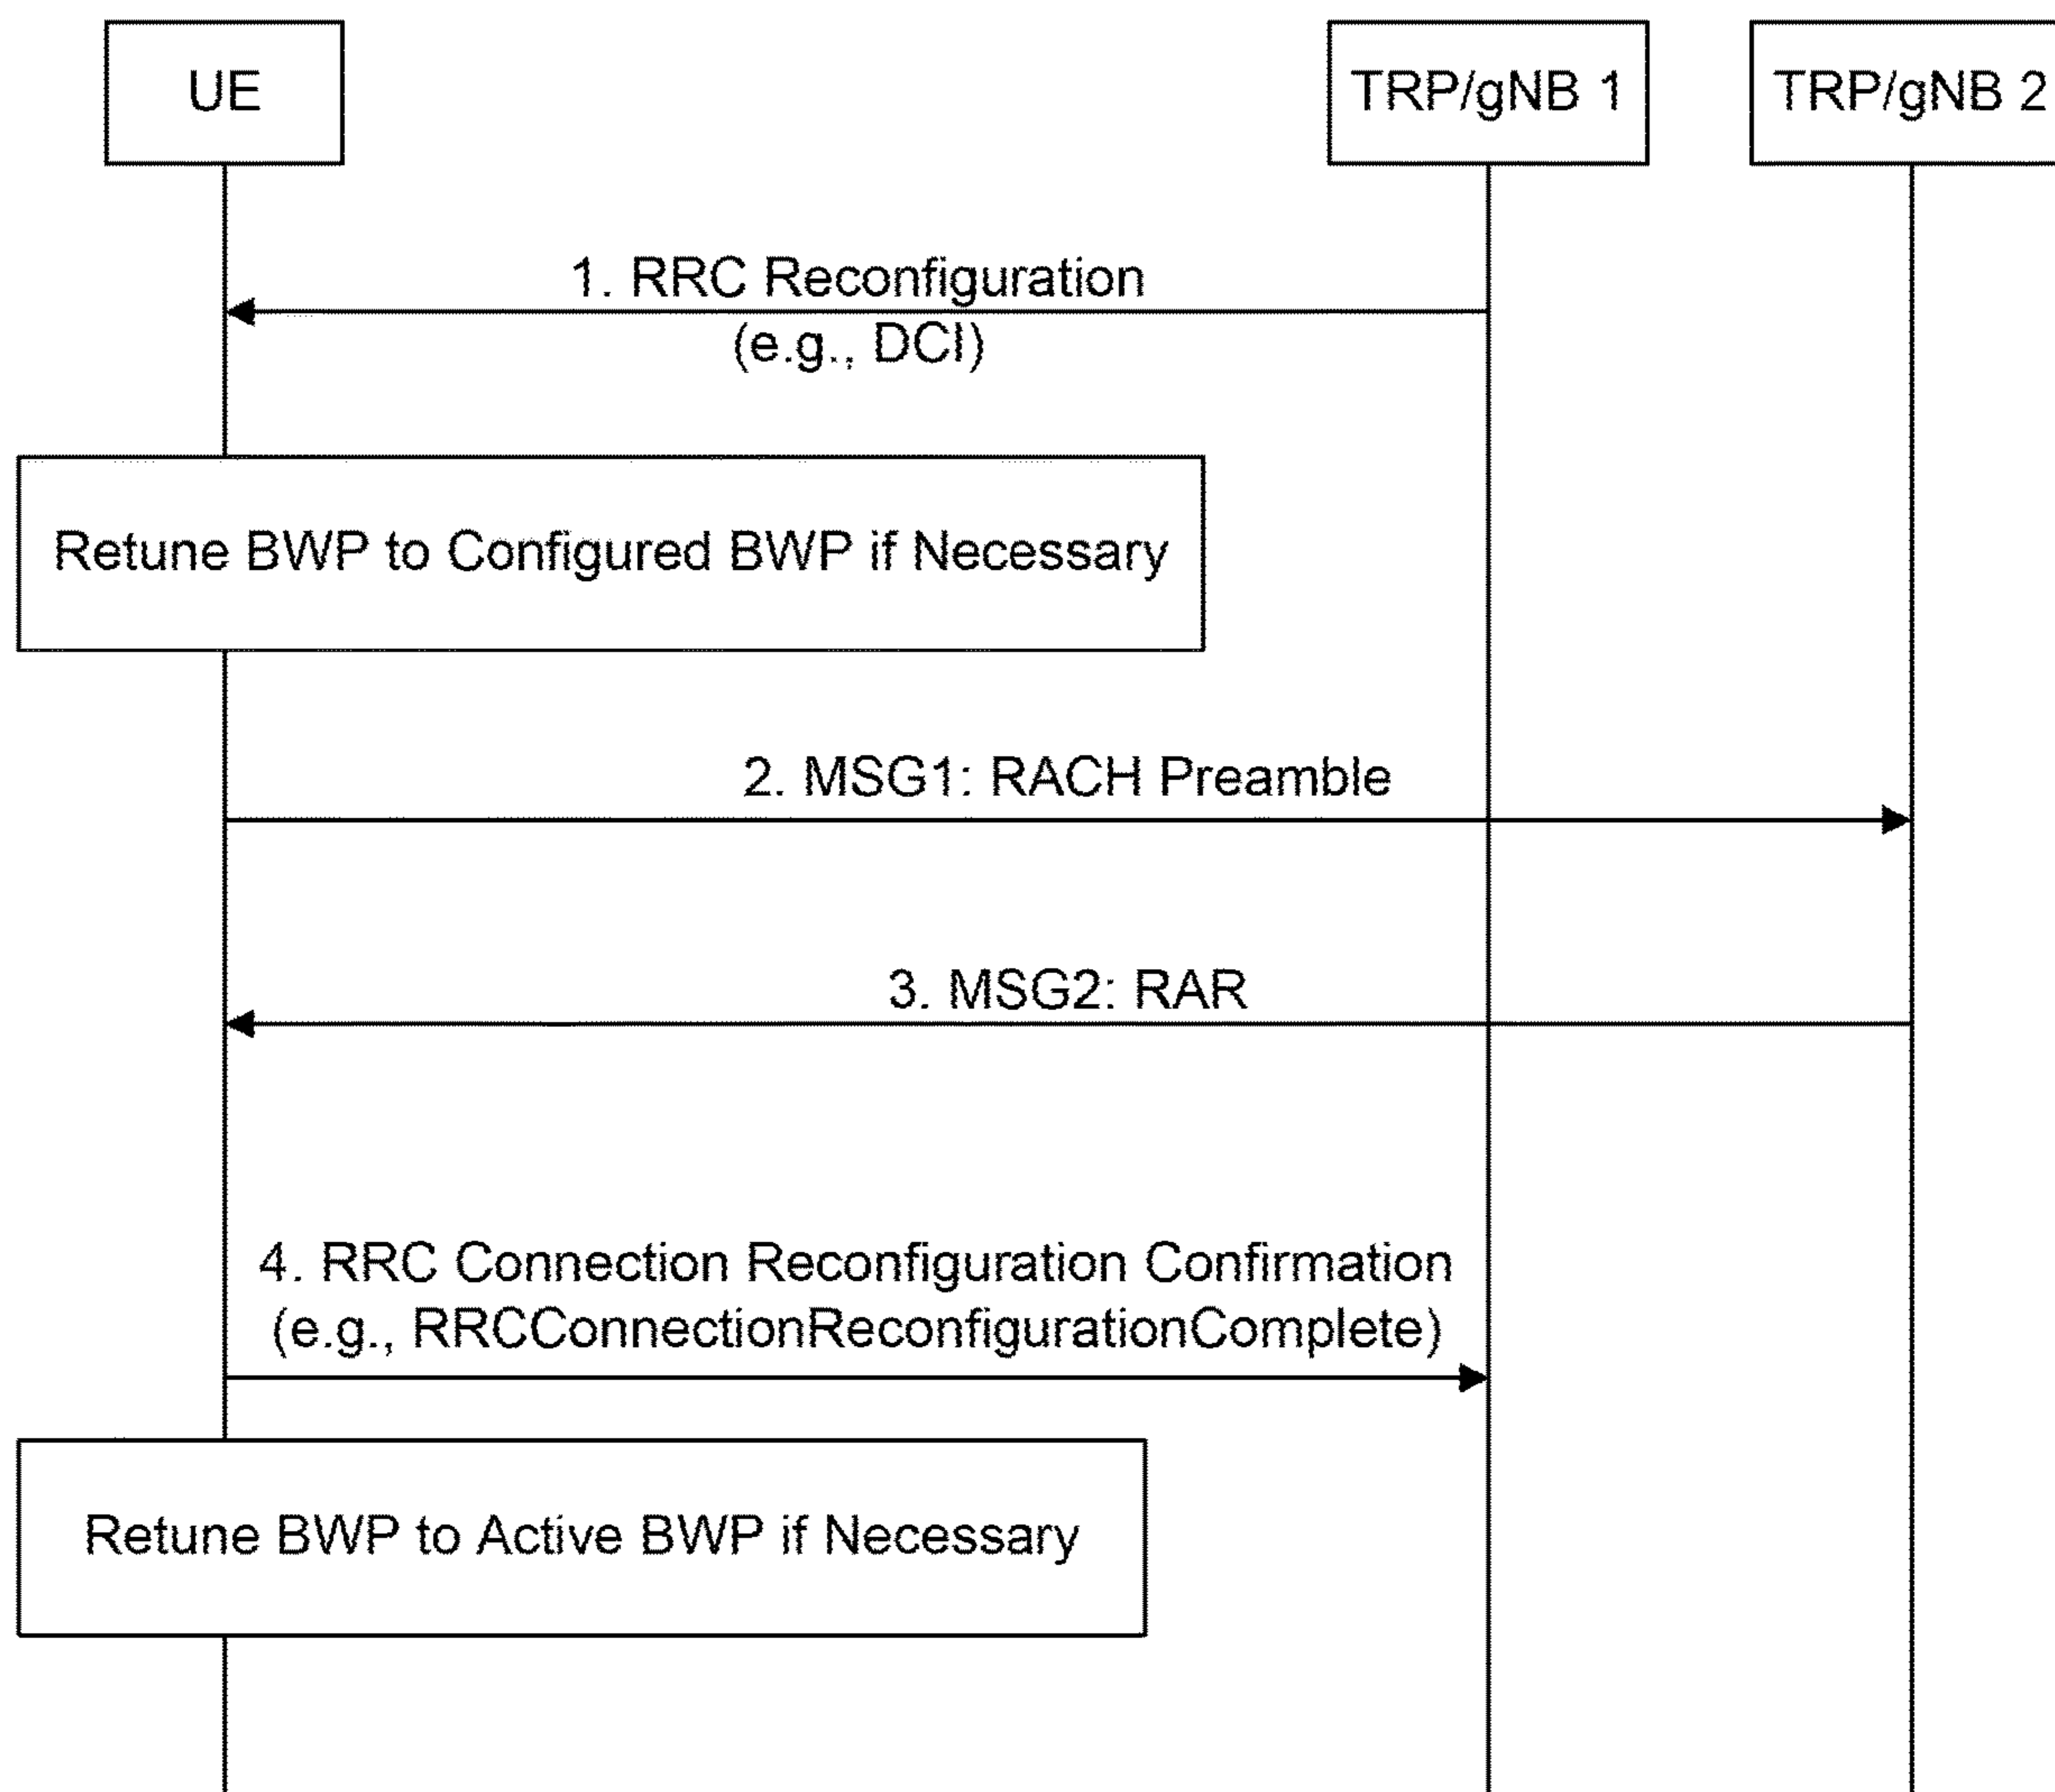 UE
TRP/gNB 1
TRP/gNB 2
1. RRC Reconfiguration
(e.g., DCI)
Retune BWP to Configured BWP if Necessary
2. MSG1: RACH Preamble
3. MSG2: RAR
4. RRC Connection Reconfiguration Confirmation
(e.g., RRCConnectionReconfigurationComplete)
Retune BWP to Active BWP if Necessary